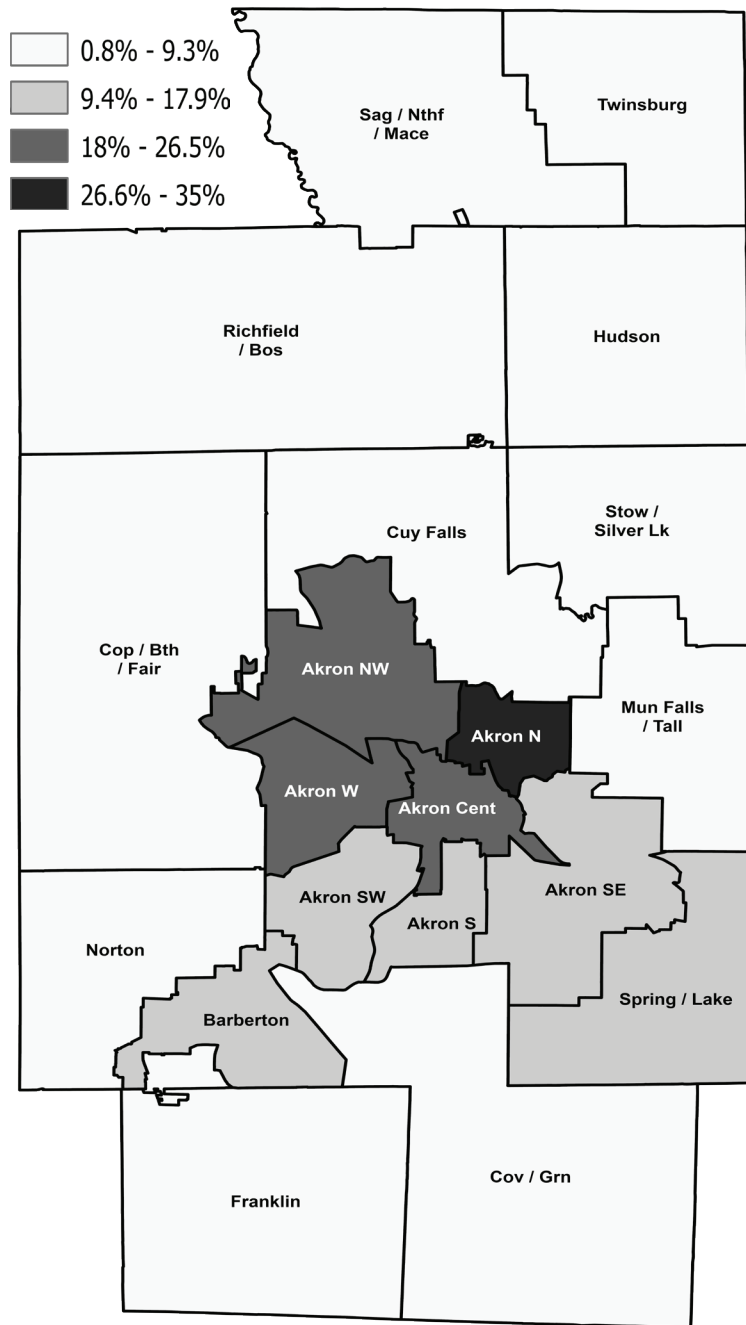 0.8% - 9.3%
9.4% - 17.9%
18% - 26.5%
26.6% - 35%
Sag / Nthf
/ Mace
Twinsburg
Richfield
/ Bos
Hudson
Stow /
Silver Lk
Cuy Falls
Cop / Bth
/ Fair
Akron NW
Mun Falls
/ Tall
Akron N
Akron W
Akron Cent
Akron SW
Akron SE
Akron S
Norton
Spring / Lake
Barberton
Cov / Grn
Franklin